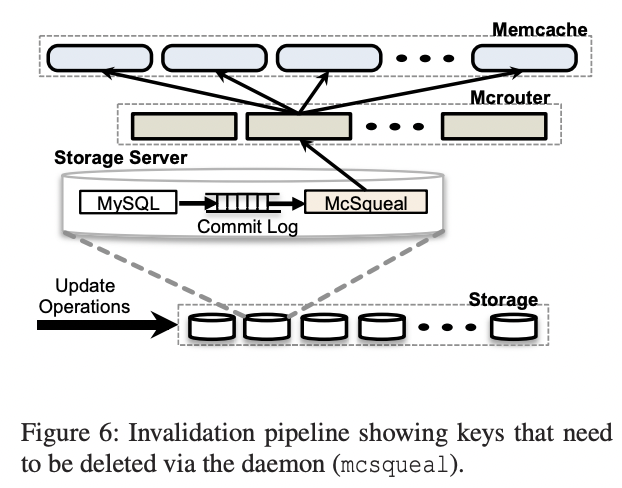 Memcache
Mcrouter
Storage Server
MySQL
McSqueal
Commit Log
Update
Operations
Storage
Figure 6: Invalidation pipeline showing keys that need
to be deleted via the daemon (mcsqueal).